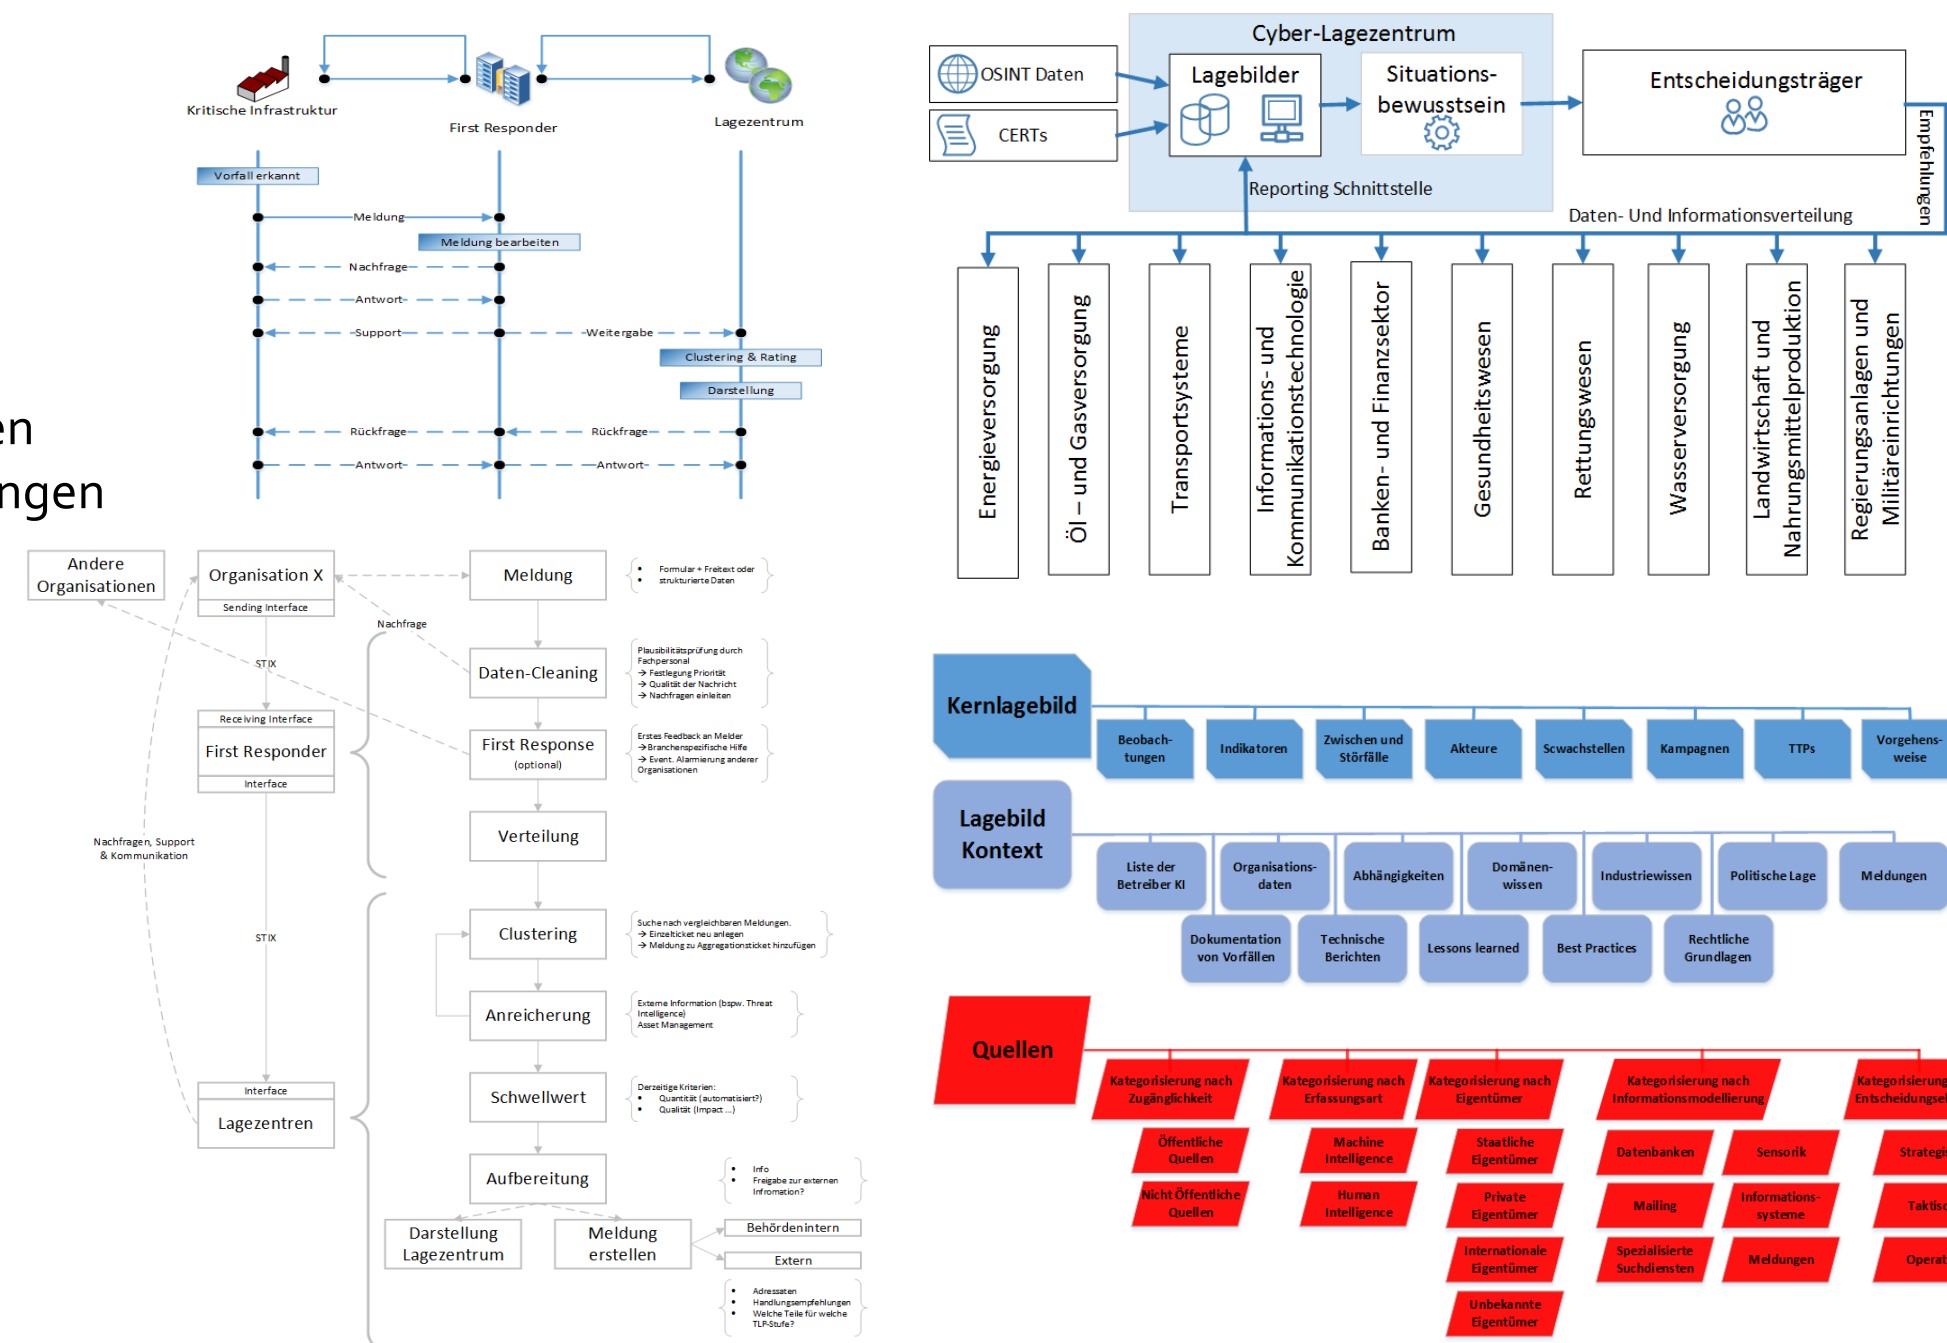 Kritische Infrastruktur
First Responder
Lagezentrum
Vorfall erkannt
Meldung
Meldung bearbeiten
Nachfrage
Antwort
Support
Weitergabe
Clustering & Rating
Darstellung
Rückfrage
Rückfrage
Antwort
Antwort
en
ngen
Cyber-Lagezentrum
OSINT Daten
CERTs
Lagebilder
Situations-
bewusstsein
Entscheidungsträger
Empfehlungen
Reporting Schnittstelle
Daten- Und Informationsverteilung
Energieversorgung
Öl – und Gasversorgung
Transportsysteme
Informations- und
Kommunikationstechnologie
Banken- und Finanzsektor
Gesundheitswesen
Rettungswesen
Wasserversorgung
Landwirtschaft und
Nahrungsmittelproduktion
Regierungsanlagen und
Militäreinrichtungen
Andere
Organisationen
Organisation X
Sending Interface
STIX
Receiving Interface
First Responder
Interface
Nachfragen, Support
& Kommunikation
STIX
Interface
Lagezentren
Nachfrage
Meldung
• Formular + Freitext oder
• strukturierte Daten
Daten-Cleaning
Plausibilitätsprüfung durch
Fachpersonal
→ Festlegung Priorität
→ Qualität der Nachricht
→ Nachfragen einleiten
First Response
(optional)
Erstes Feedback an Melder
→Branchenspezifische Hilfe
→ Event. Alarmierung anderer
Organisationen
Verteilung
Clustering
Suche nach vergleichbaren Meldungen.
→ Einzelticket neu anlegen
→ Meldung zu Aggregationsticket hinzufügen
Anreicherung
Externe Information (bspw. Threat
Intelligence)
Asset Management
Schwellwert
Derzeitige Kriterien:
• Quantität (automatisiert?)
• Qualität (Impact ...)
Aufbereitung
• Info
• Freigabe zur externen
Infromation?
Darstellung
Lagezentrum
Meldung
erstellen
Behördenintern
Extern
• Adressaten
• Handlungsempfehlungen
• Welche Teile für welche
TLP-Stufe?
Kernlagebild
Beobach-
tungen
Indikatoren
Zwischen und
Störfälle
Akteure
Scwachstellen
Kampagnen
TTPs
Vorgehens-
weise
Lagebild
Kontext
Liste der
Betreiber KI
Organisations-
daten
Abhängigkeiten
Domänen-
wissen
Industriewissen
Politische Lage
Meldungen
Dokumentation
von Vorfällen
Technische
Berichten
Lessons learned
Best Practices
Rechtliche
Grundlagen
Quellen
Kategorisierung nach
Zugänglichkeit
Öffentliche
Quellen
Nicht Öffentliche
Quellen
Kategorisierung nach
Erfassungsart
Machine
Intelligence
Human
Intelligence
Kategorisierung nach
Eigentümer
Staatliche
Eigentümer
Private
Eigentümer
Internationale
Eigentümer
Unbekannte
Eigentümer
Kategorisierung nach
Informationsmodellierung
Datenbanken
Sensorik
Mailing
Informations-
systeme
Spezialisierte
Suchdiensten
Meldungen
Kategorisierung
Entscheidungse
Strategis
Taktisc
Operat